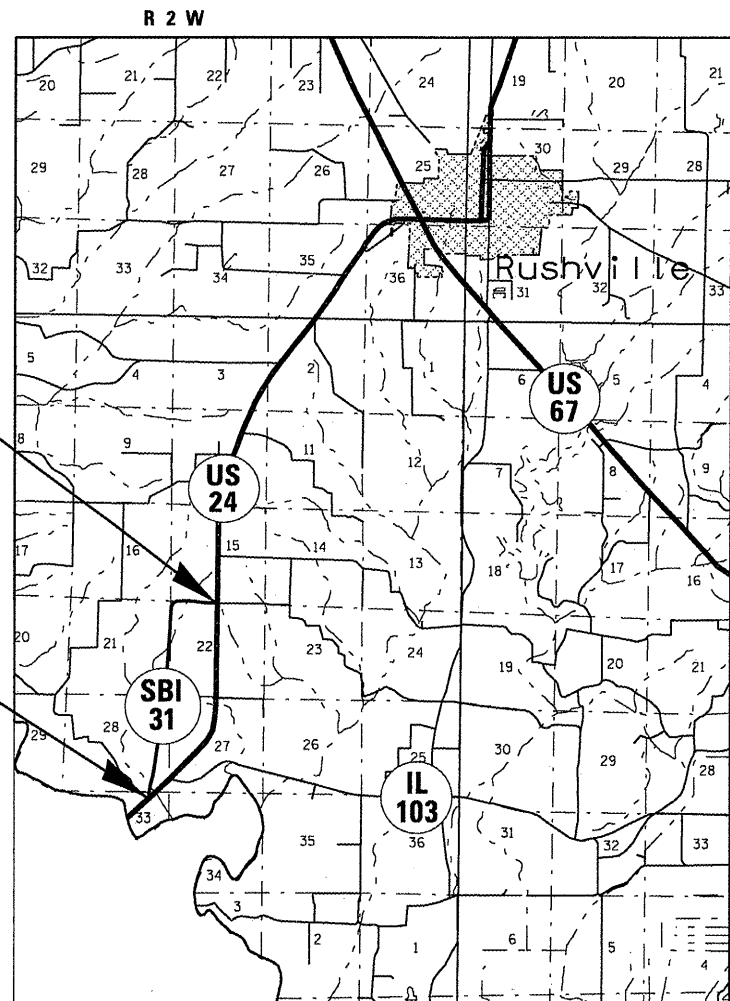 R 2 W
20 21 22 23 24 19 20 21
29 28 27 26 25 30 29 28
32 33 34 35 36 31 32 33
Rushville
5 4 3 2 1 6 5 4
US
67
8 9 11 12 7 8 9
US
24
17 16 15 14 13 18 17 16
20 21 22 23 24 19 20 21
SBI
31
29 28 27 26 25 30 29 28
IL
103
33 35 36 31 32 33
34
3 2 1 6 5 4